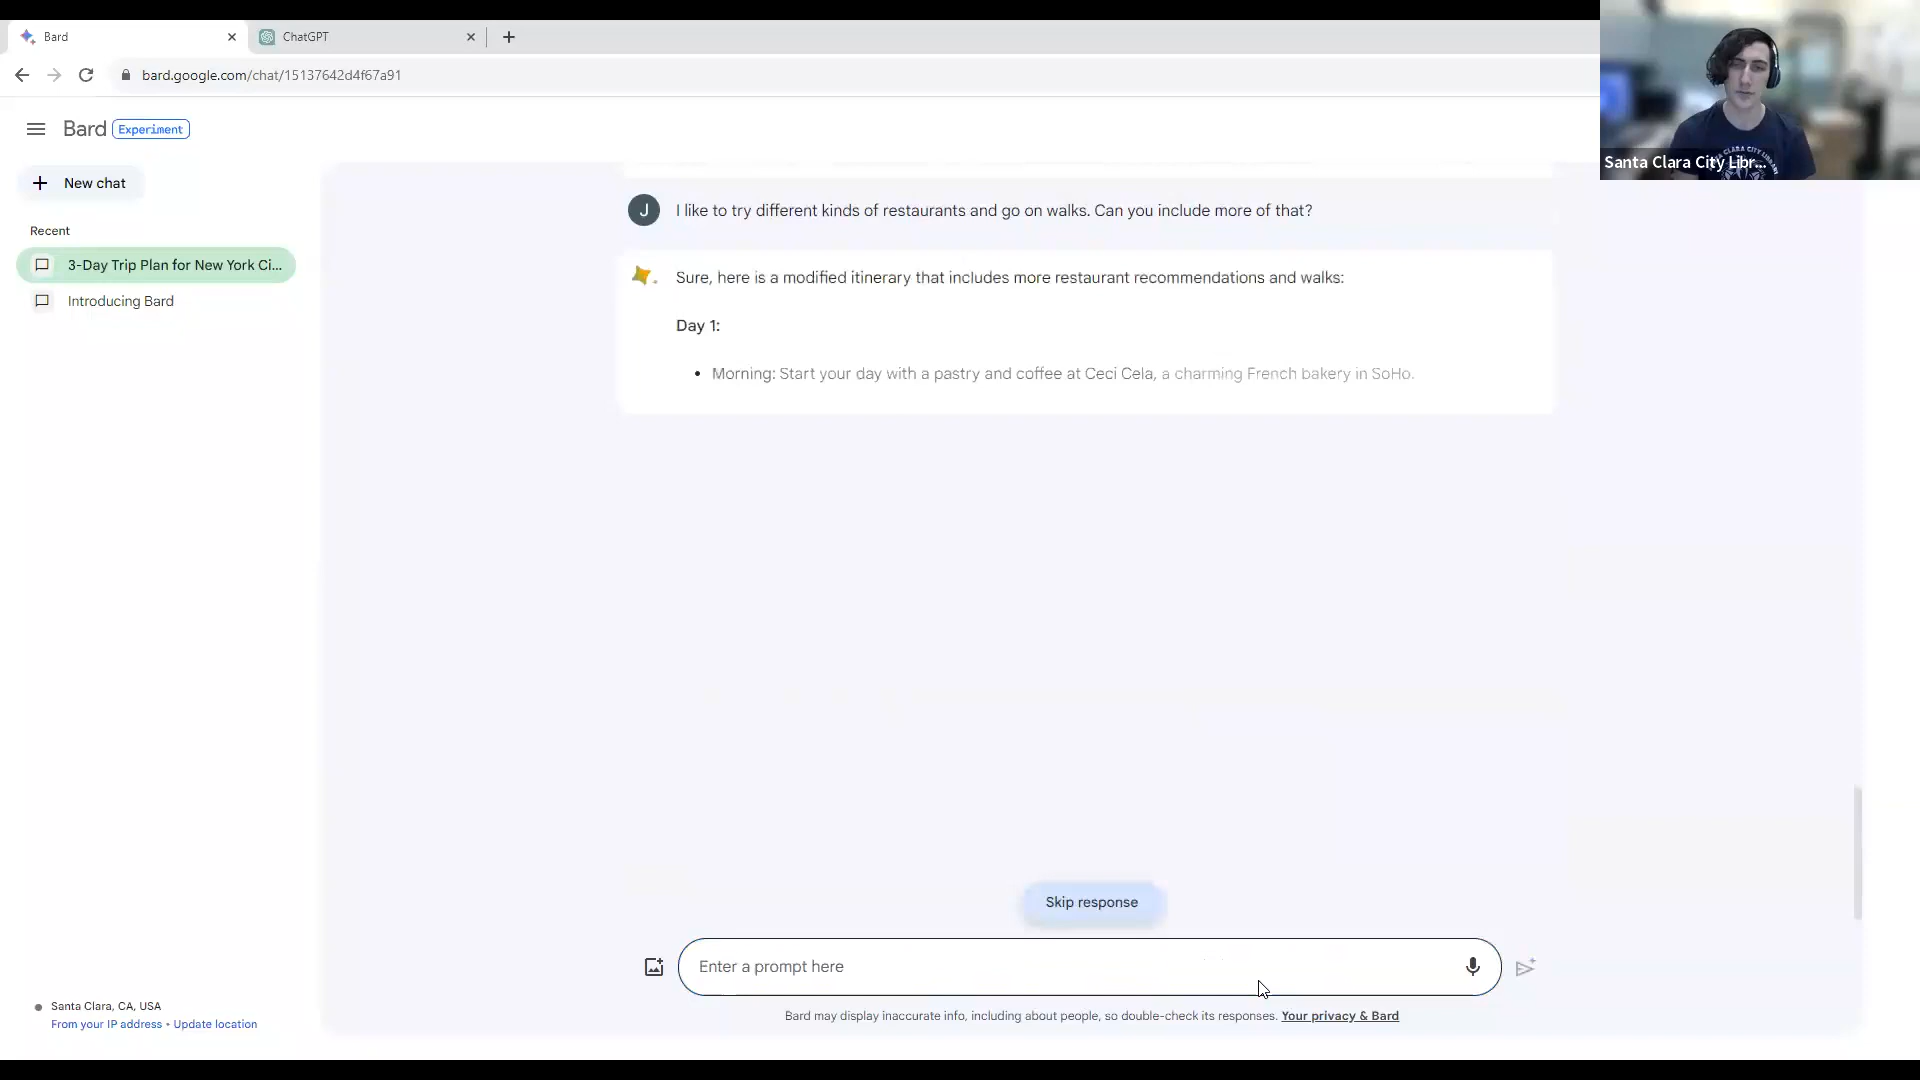 Bard
ChatGPT
bard.google.com/chat/15137642d4f67a91
Bard Experiment
Santa Clara City Libr...
New chat
Recent
3-Day Trip Plan for New York Ci...
Introducing Bard
J I like to try different kinds of restaurants and go on walks. Can you include more of that?
Sure, here is a modified itinerary that includes more restaurant recommendations and walks:
Day 1:
• Morning: Start your day with a pastry and coffee at Ceci Cela, a charming French bakery in SoHo.
Skip response
Enter a prompt here
Santa Clara, CA, USA
From your IP address • Update location
Bard may display inaccurate info, including about people, so double-check its responses. Your privacy & Bard